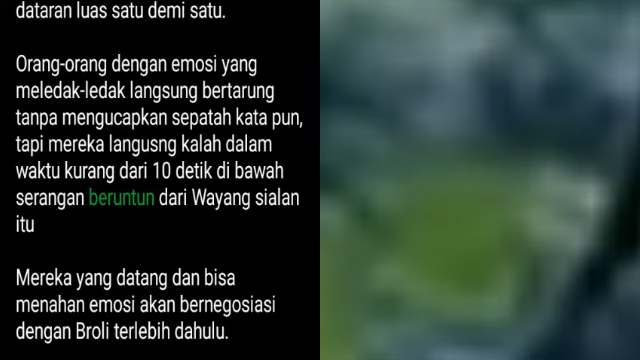 dataran luas satu demi satu.
Orang-orang dengan emosi yang
meledak-ledak langsung bertarung
tanpa mengucapkan sepatah kata pun,
tapi mereka langusng kalah dalam
waktu kurang dari 10 detik di bawah
serangan beruntun dari Wayang sialan
itu
Mereka yang datang dan bisa
menahan emosi akan bernegosiasi
dengan Broli terlebih dahulu.